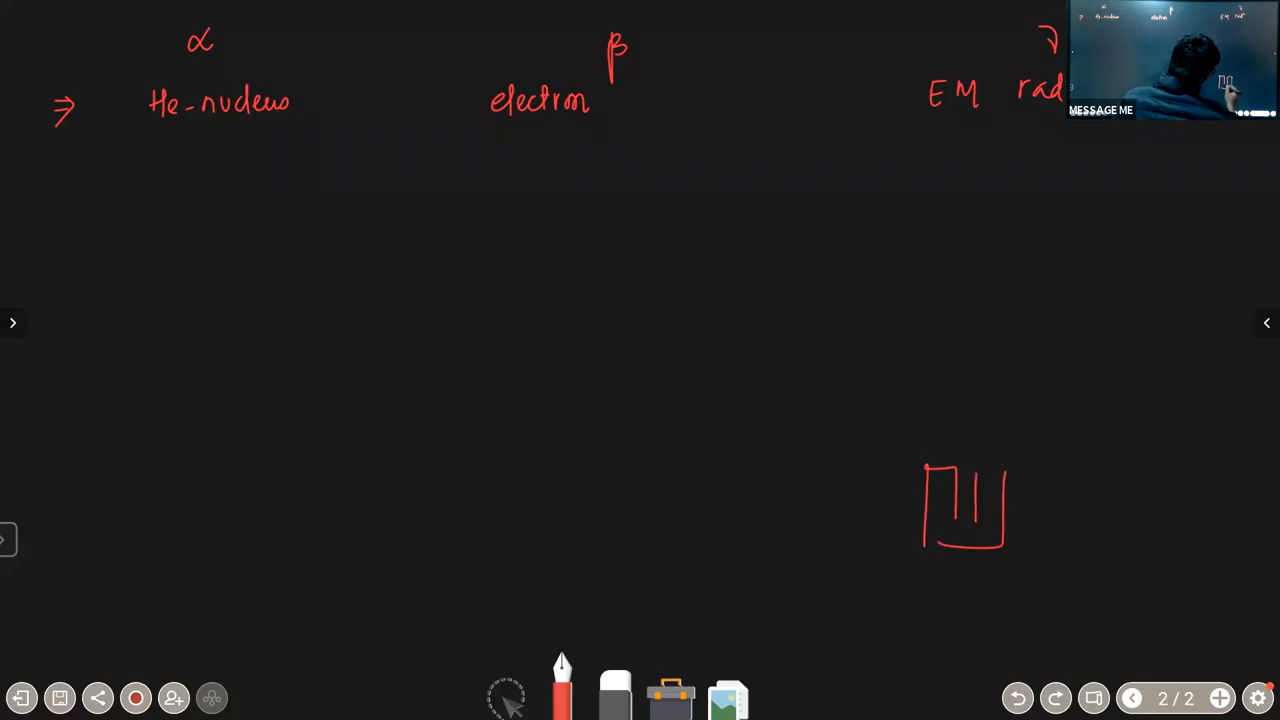 α β γ
⇒ He-nucleus electron EM rad
MESSAGE ME
2/2